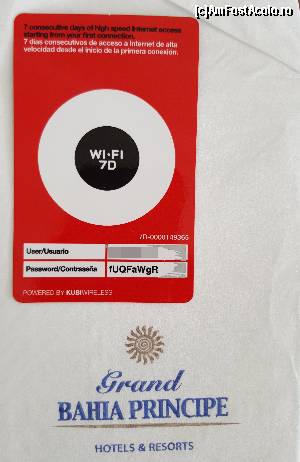 (c)AmFostAcolo.ro
7 consecutive days of high speed Internet access
starting from your first connection.
7 días consecutivos de acceso a Internet de alta
velocidad desde el inicio de la primera conexión.
WI-FI
7D
7D-0000149366
User/Usuario
Password/Contraseña fUQFaWgR
POWERED BY KUBIWIRELESS
Grand
BAHIA PRINCIPE
HOTELS & RESORTS